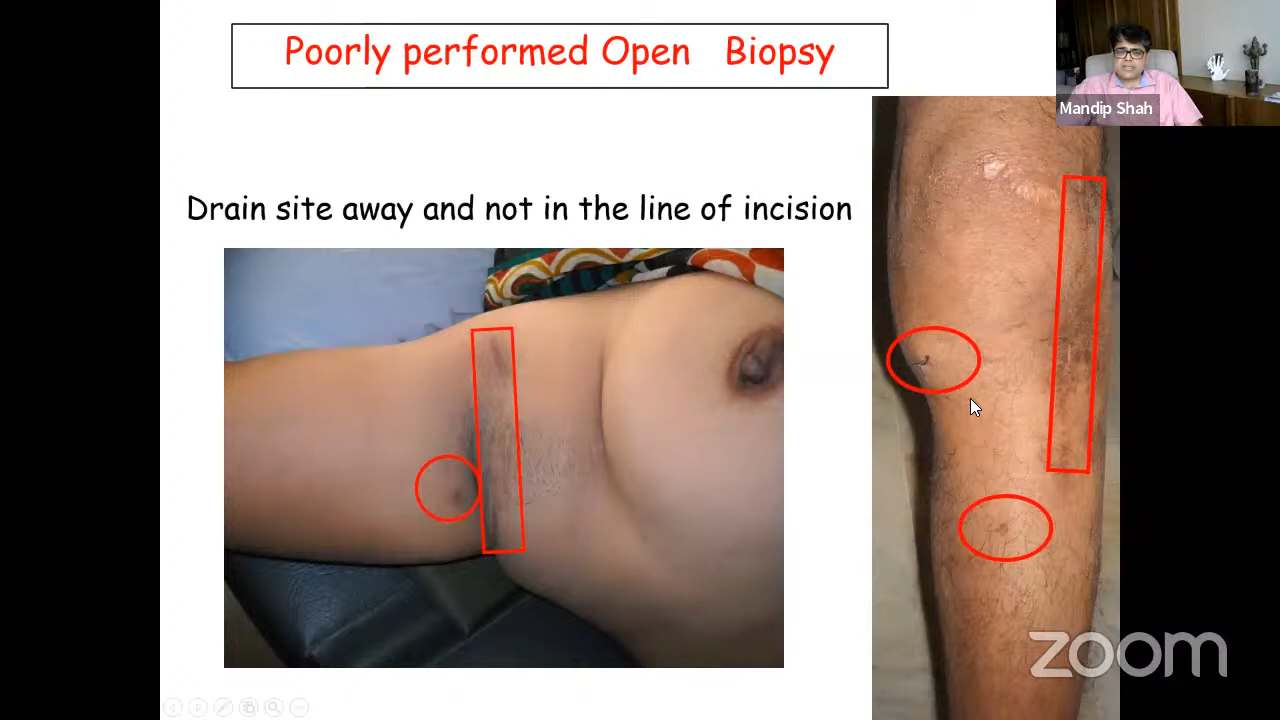 Poorly performed Open Biopsy
Mandip Shah
Drain site away and not in the line of incision
zoom